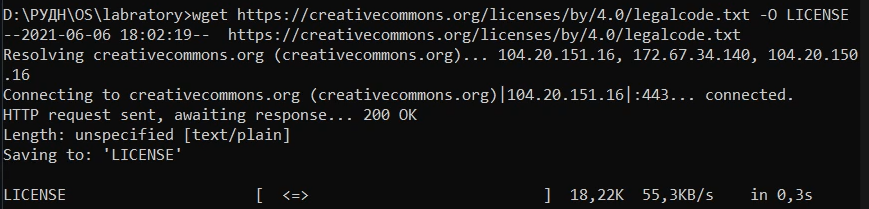 D:\РУДН\OS\labratory>wget https://creativecommons.org/licenses/by/4.0/legalcode.txt -O LICENSE
--2021-06-06 18:02:19--  https://creativecommons.org/licenses/by/4.0/legalcode.txt
Resolving creativecommons.org (creativecommons.org)... 104.20.151.16, 172.67.34.140, 104.20.150
.16
Connecting to creativecommons.org (creativecommons.org)|104.20.151.16|:443... connected.
HTTP request sent, awaiting response... 200 OK
Length: unspecified [text/plain]
Saving to: 'LICENSE'
LICENSE                 [  <=>                         ]  18,22K  55,3KB/s    in 0,3s